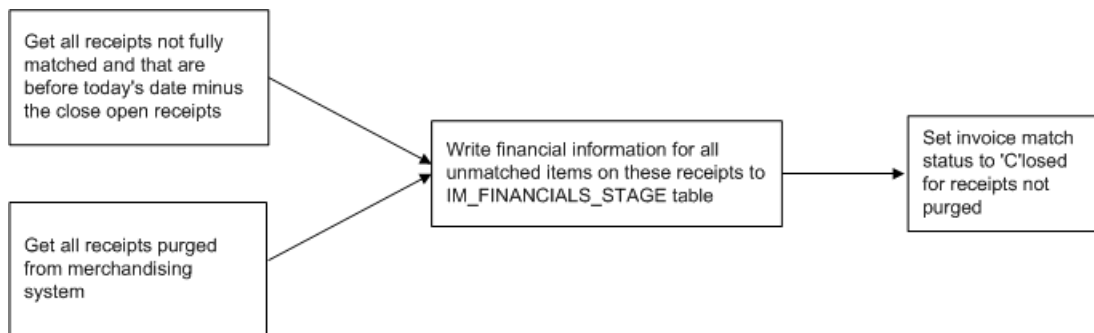 Get all receipts not fully
matched and that are
before today's date minus
the close open receipts
Get all receipts purged
from merchandising
system
Write financial information for all
unmatched items on these receipts to
IM_FINANCIALS_STAGE table
Set invoice match
status to 'C'losed
for receipts not
purged